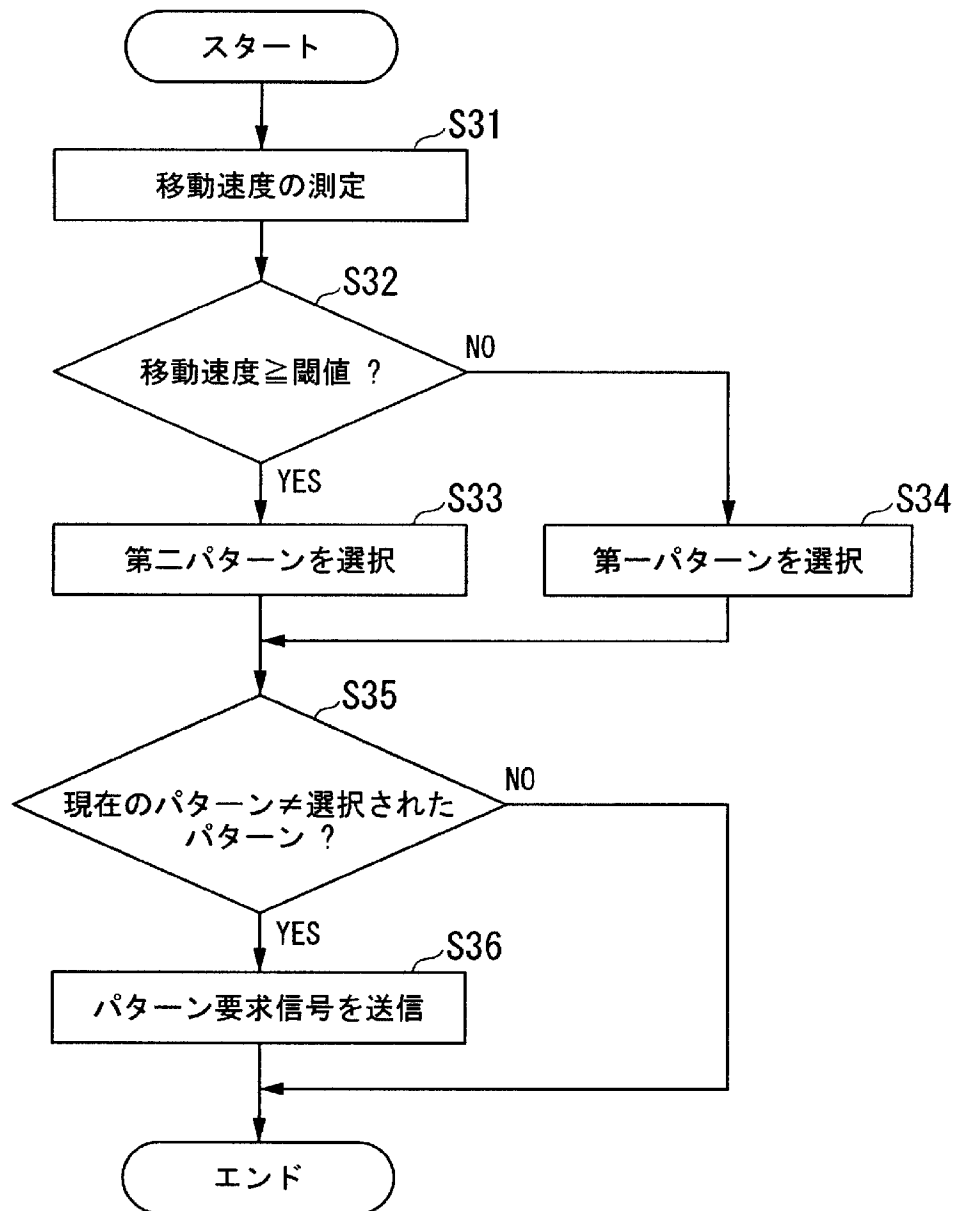 スタート
S31
移動速度の測定
S32
移動速度≧閾値 ?
NO
YES
S33
第二パターンを選択
S34
第一パターンを選択
S35
現在のパターン≠選択された
パターン ?
NO
YES
S36
パターン要求信号を送信
エンド